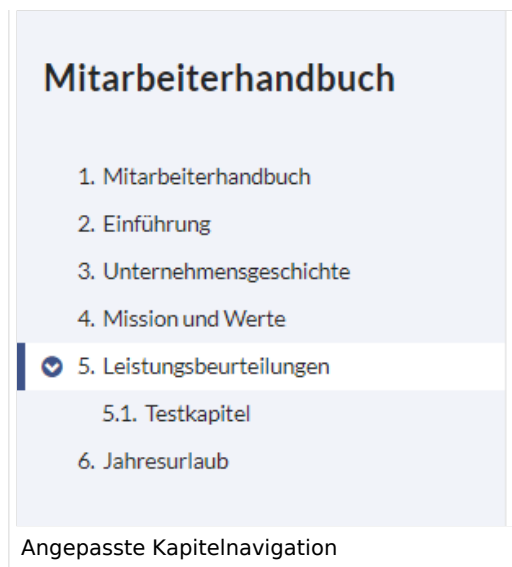 Mitarbeiterhandbuch
1. Mitarbeiterhandbuch
2. Einführung
3. Unternehmensgeschichte
4. Mission und Werte
5. Leistungsbeurteilungen
5.1. Testkapitel
6. Jahresurlaub
Angepasste Kapitelnavigation